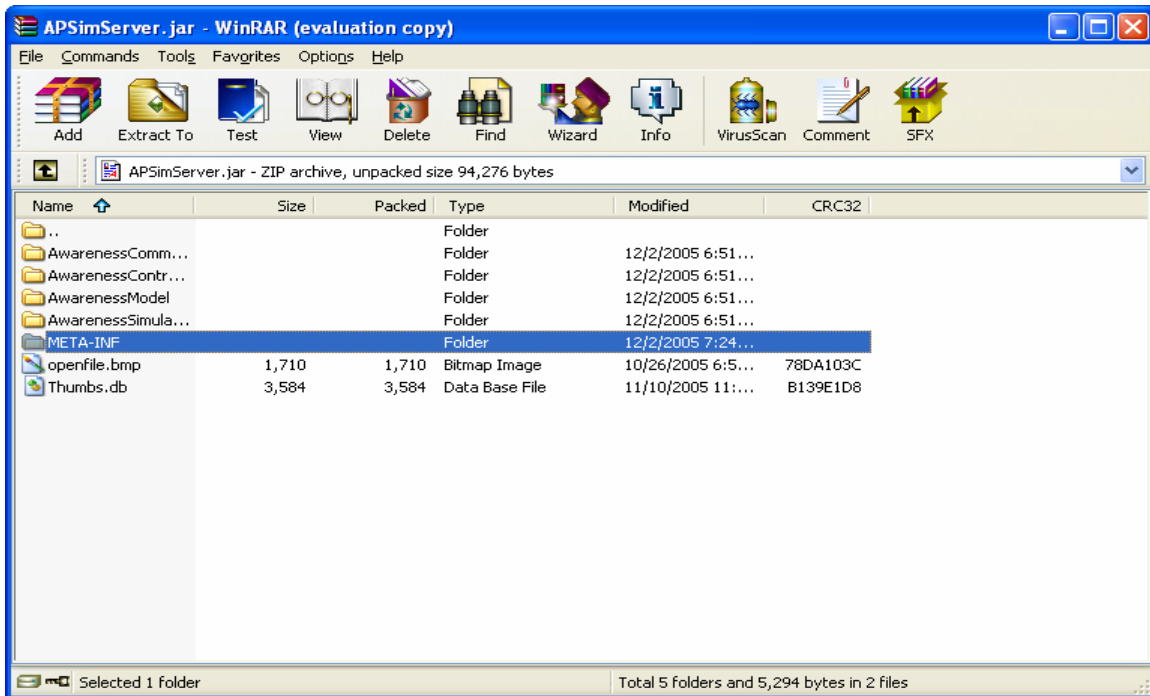 APSimServer.jar - WinRAR (evaluation copy)
File Commands Tools Favorites Options Help
Add Extract To Test View Delete Find Wizard Info VirusScan Comment SFX
APSimServer.jar - ZIP archive, unpacked size 94,276 bytes
Name Size Packed Type Modified CRC32
.. Folder
AwarenessComm... Folder 12/2/2005 6:51...
AwarenessContr... Folder 12/2/2005 6:51...
AwarenessModel Folder 12/2/2005 6:51...
AwarenessSimula... Folder 12/2/2005 6:51...
META-INF Folder 12/2/2005 7:24...
openfile.bmp 1,710 1,710 Bitmap Image 10/26/2005 6:5... 78DA103C
Thumbs.db 3,584 3,584 Data Base File 11/10/2005 11:... B139E1D8
Selected 1 folder Total 5 folders and 5,294 bytes in 2 files